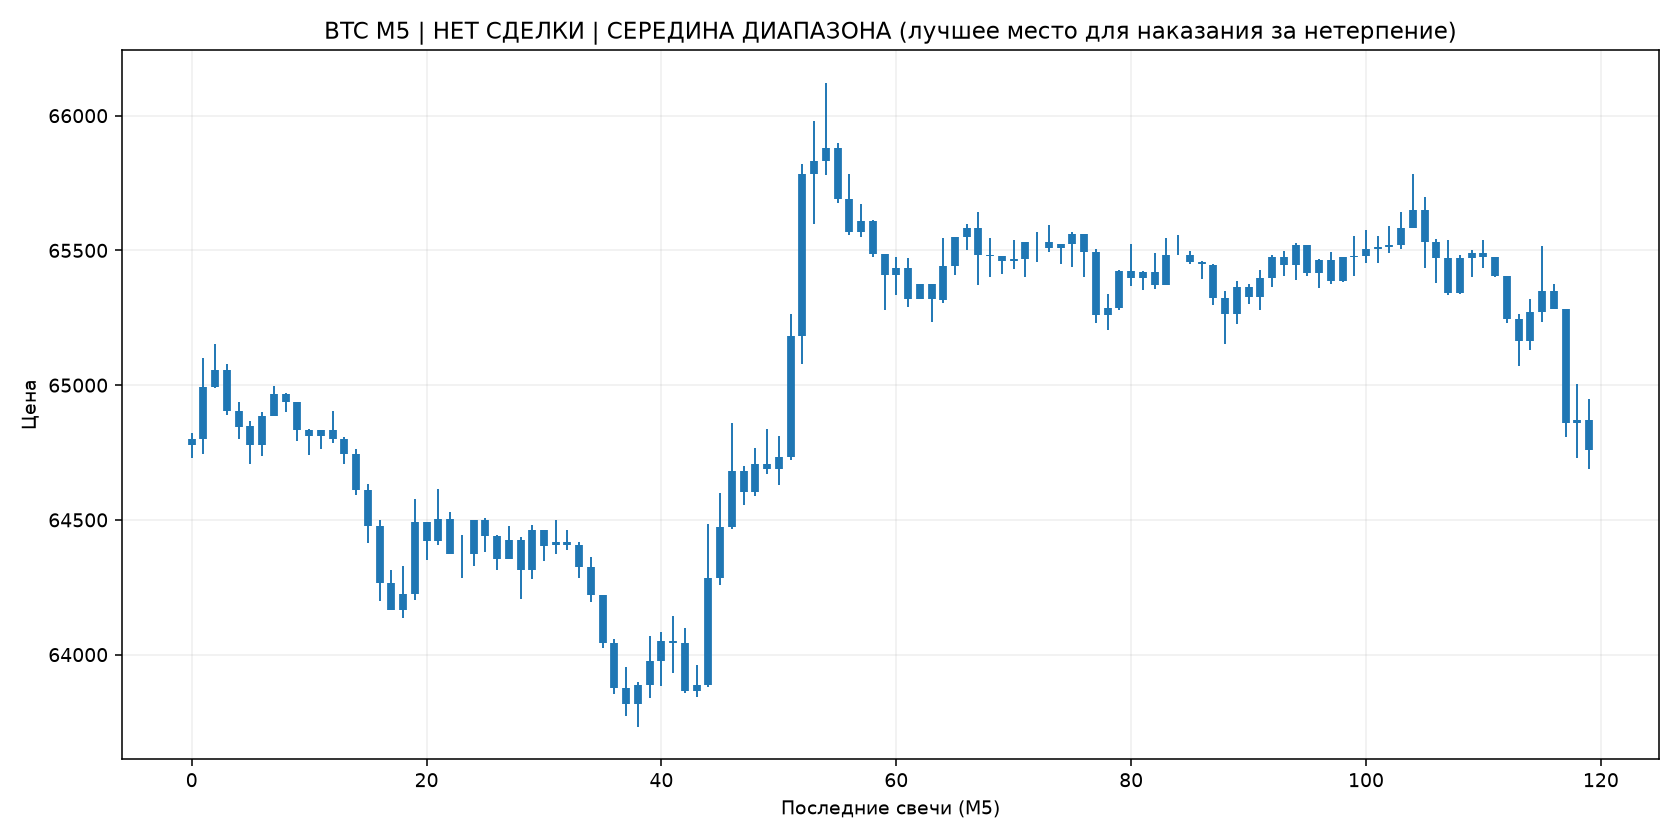 BTC M5 | НЕТ СДЕЛКИ | СЕРЕДИНА ДИАПАЗОНА (лучшее место для наказания за нетерпение)
66000
65500
65000
64500
64000
Цена
0 20 40 60 80 100 120
Последние свечи (M5)